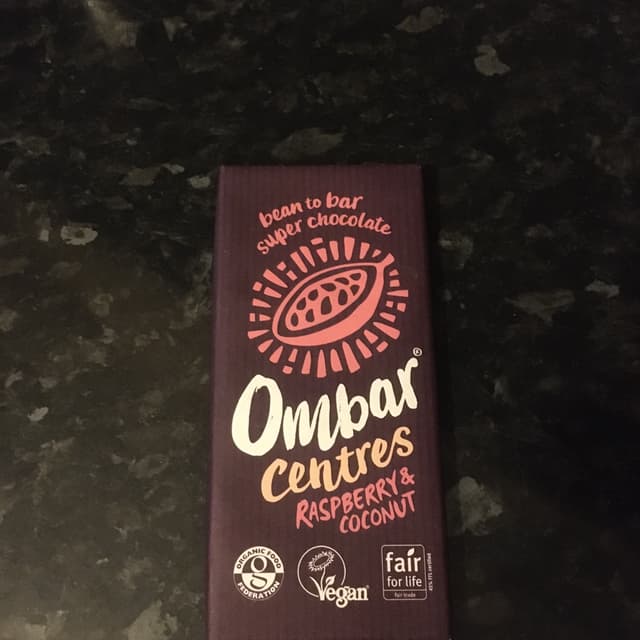 bean to bar
super chocolate
Ombar®
centres
RASPBERRY &
COCONUT
ORGANIC FOOD
FEDERATION
Vegan
fair
for life
fair trade